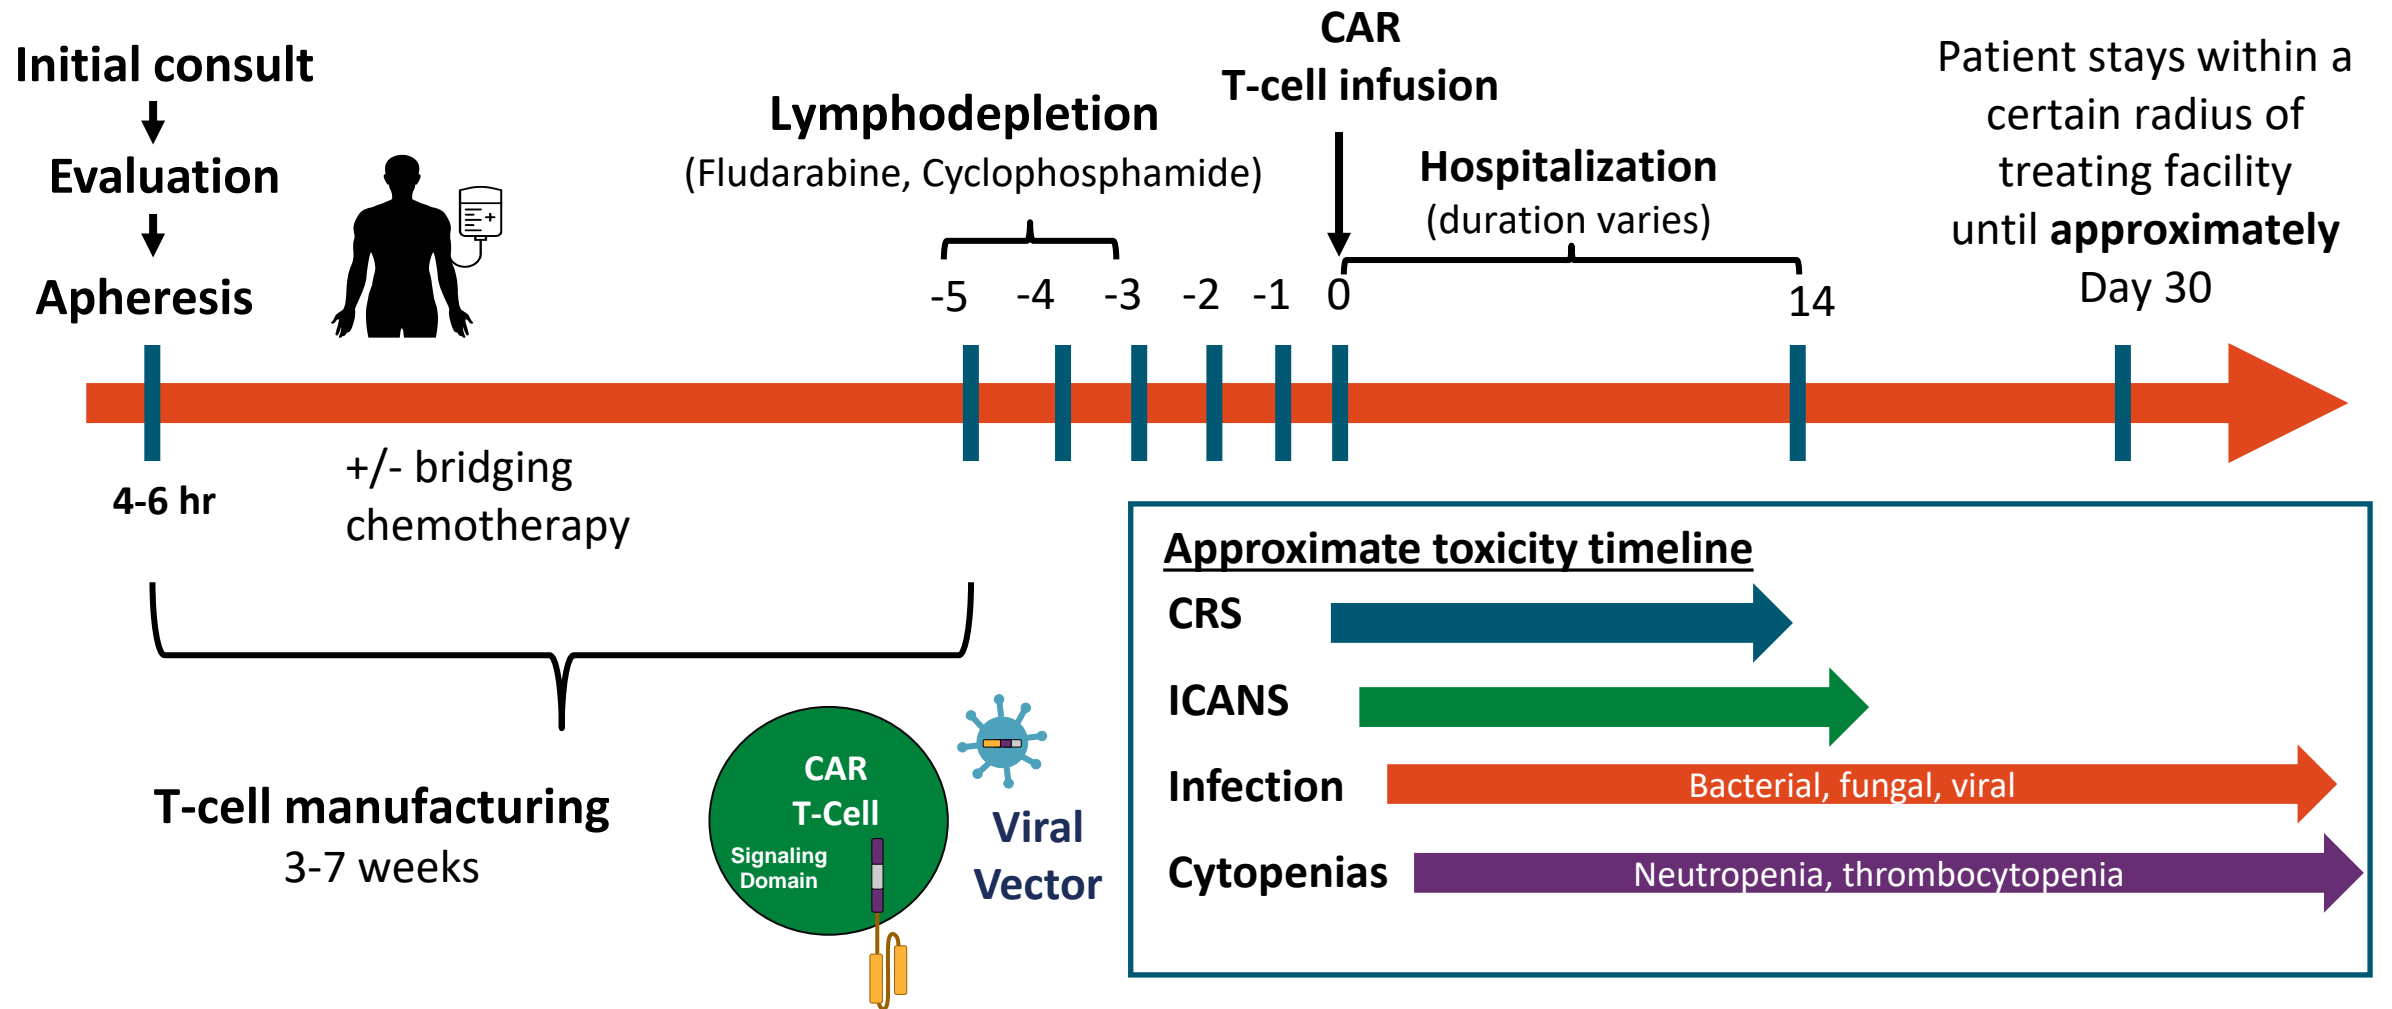 Initial consult
Evaluation
Apheresis
4-6 hr
+/- bridging
chemotherapy
T-cell manufacturing
3-7 weeks
CAR
T-Cell
Signaling
Domain
Viral
Vector
Lymphodepletion
(Fludarabine, Cyclophosphamide)
-5 -4 -3 -2 -1 0 14
CAR
T-cell infusion
Hospitalization
(duration varies)
Patient stays within a
certain radius of
treating facility
until approximately
Day 30
Approximate toxicity timeline
CRS
ICANS
Infection
Bacterial, fungal, viral
Cytopenias
Neutropenia, thrombocytopenia